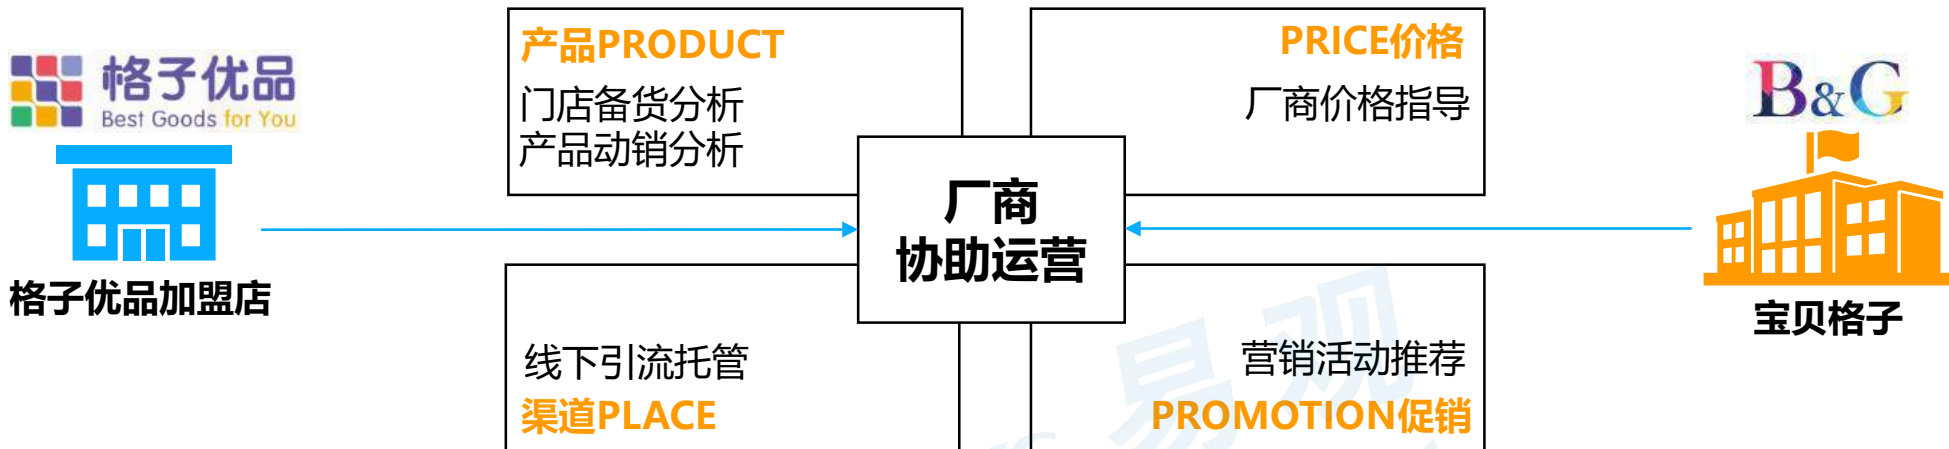 格子优品
Best Goods for You
格子优品加盟店
产品PRODUCT
门店备货分析
产品动销分析
PRICE价格
厂商价格指导
厂商
协助运营
线下引流托管
渠道PLACE
营销活动推荐
PROMOTION促销
B&G
宝贝格子
易观